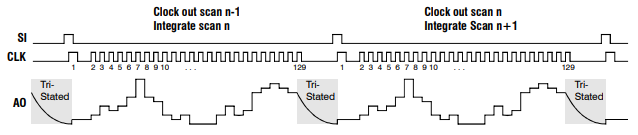 Clock out scan n-1 Clock out scan n
Integrate scan n Integrate Scan n+1
SI
CLK
1 2 3 4 5 6 7 8 9 10 ... 129 1 2 3 4 5 6 7 8 9 10 ... 129 1
Tri- Tri- Tri-
AO Stated Stated Stated